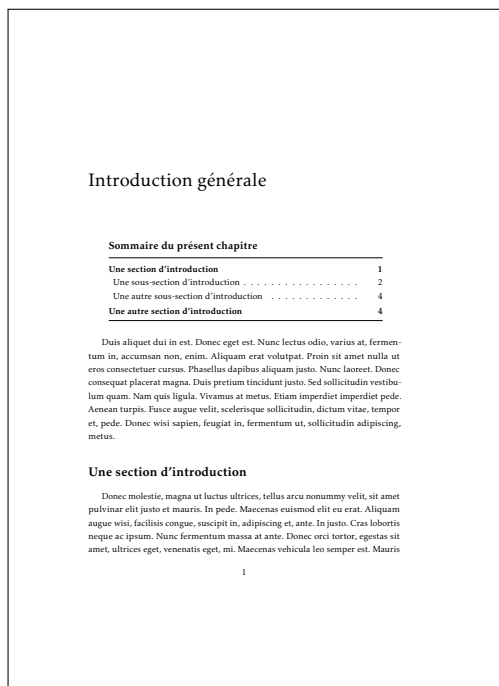 Introduction générale
Sommaire du présent chapitre
Une section d'introduction 1
Une sous-section d'introduction . . . . . . . . . . . . . . . . . 2
Une autre sous-section d'introduction . . . . . . . . . . . . . 4
Une autre section d'introduction 4
Duis aliquet dui in est. Donec eget est. Nunc lectus odio, varius at, fermen-
tum in, accumsan non, enim. Aliquam erat volutpat. Proin sit amet nulla ut
eros consectetuer cursus. Phasellus dapibus aliquam justo. Nunc laoreet. Donec
consequat placerat magna. Duis pretium tincidunt justo. Sed sollicitudin vestibu-
lum quam. Nam quis ligula. Vivamus at metus. Etiam imperdiet imperdiet pede.
Aenean turpis. Fusce augue velit, scelerisque sollicitudin, dictum vitae, tempor
et, pede. Donec wisi sapien, feugiat in, fermentum ut, sollicitudin adipiscing,
metus.
Une section d'introduction
Donec molestie, magna ut luctus ultrices, tellus arcu nonummy velit, sit amet
pulvinar elit justo et mauris. In pede. Maecenas euismod elit eu erat. Aliquam
augue wisi, facilisis congue, suscipit in, adipiscing et, ante. In justo. Cras lobortis
neque ac ipsum. Nunc fermentum massa at ante. Donec orci tortor, egestas sit
amet, ultrices eget, venenatis eget, mi. Maecenas vehicula leo semper est. Mauris
1